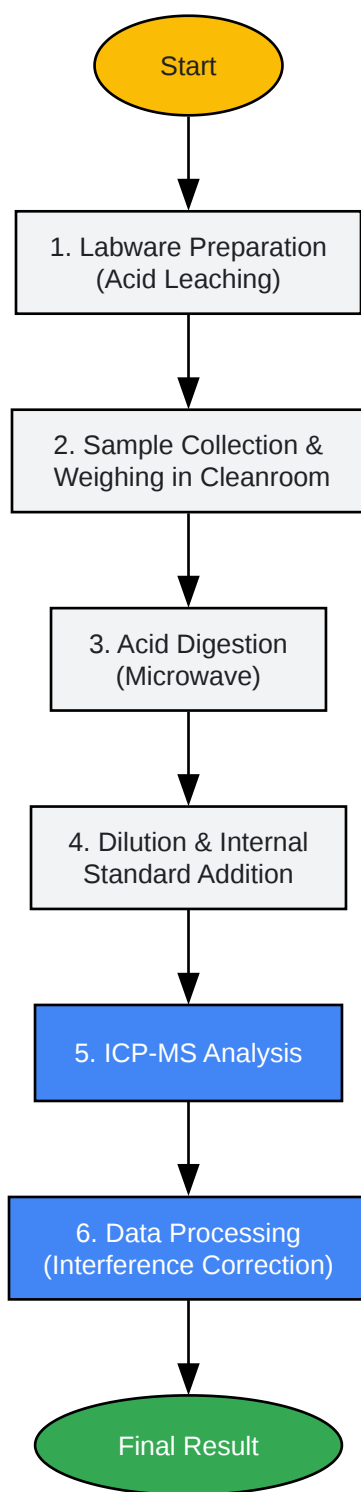 Start
1. Labware Preparation
(Acid Leaching)
2. Sample Collection &
Weighing in Cleanroom
3. Acid Digestion
(Microwave)
4. Dilution & Internal
Standard Addition
5. ICP-MS Analysis
6. Data Processing
(Interference Correction)
Final Result